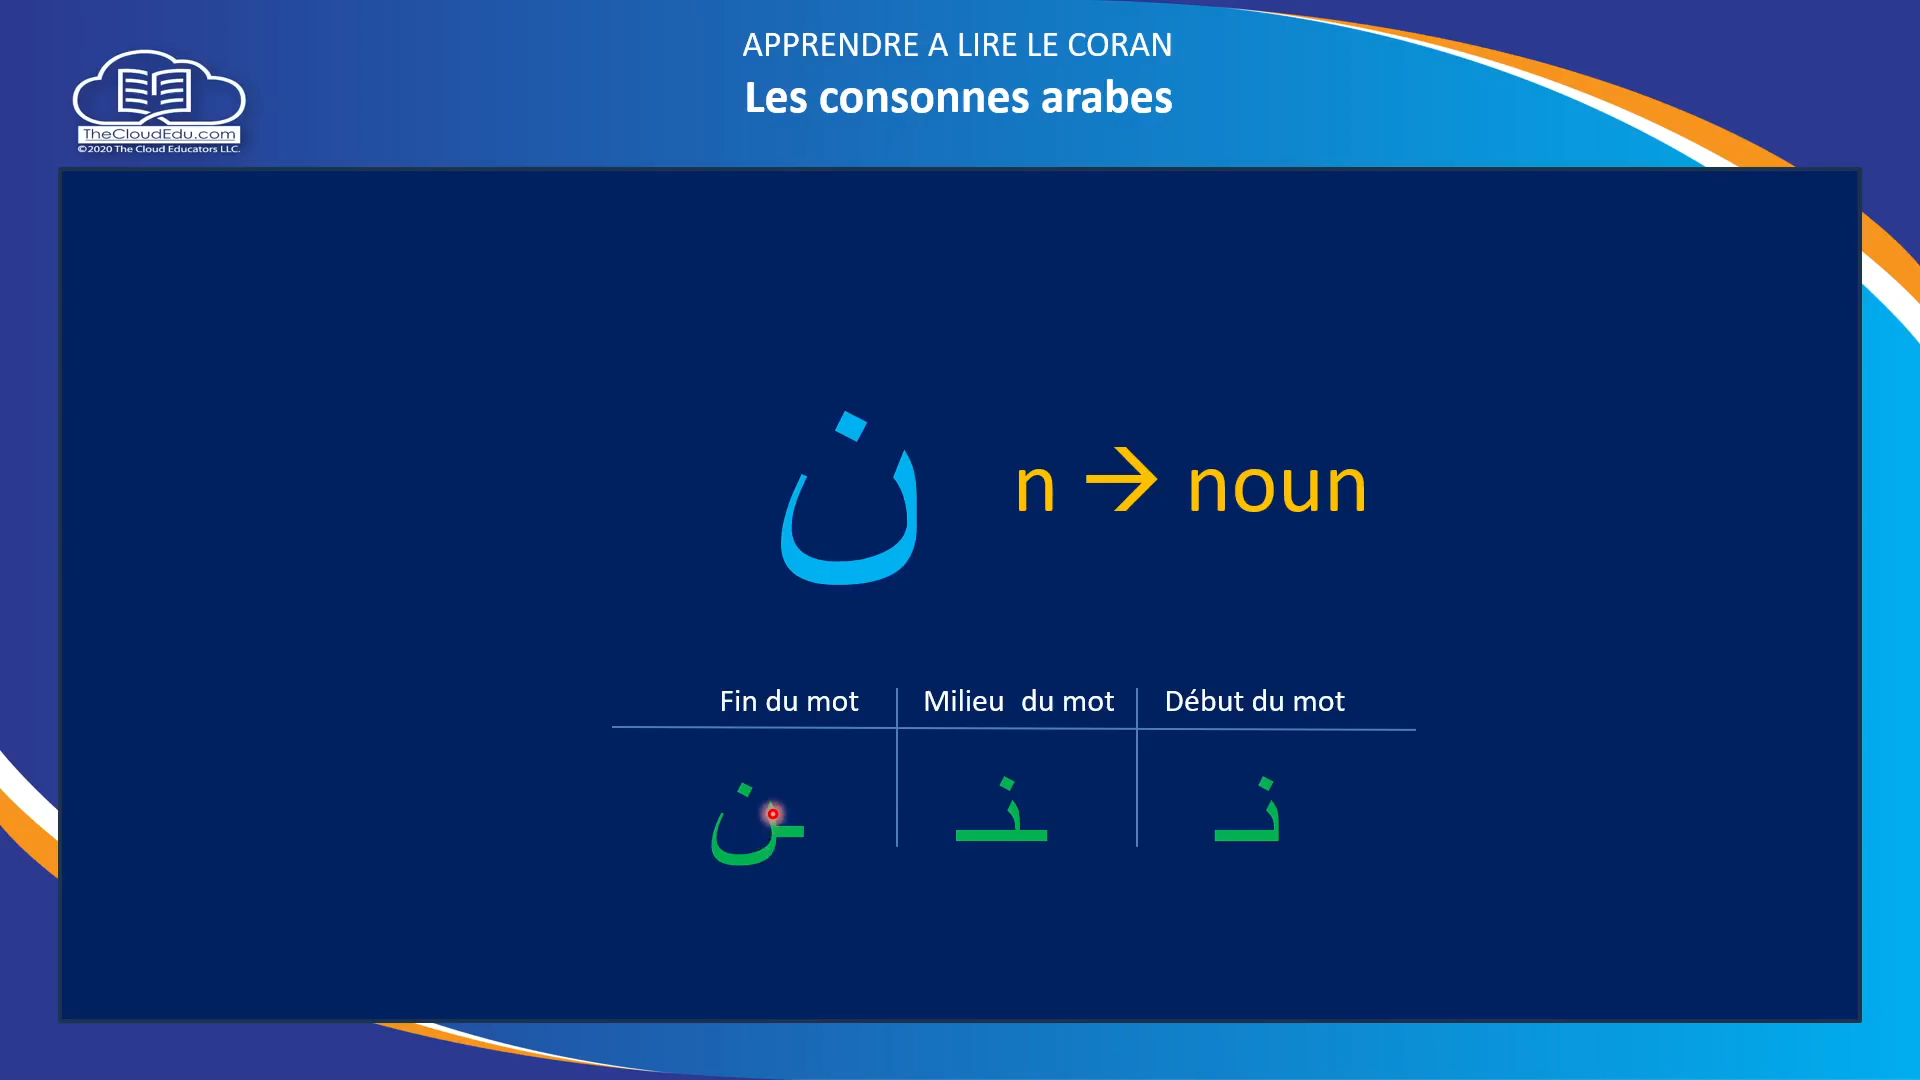 APPRENDRE A LIRE LE CORAN
Les consonnes arabes
TheCloudEdu.com
©2020 The Cloud Educators LLC.
ن n → noun
Fin du mot Milieu du mot Début du mot
ـن ـنـ نـ